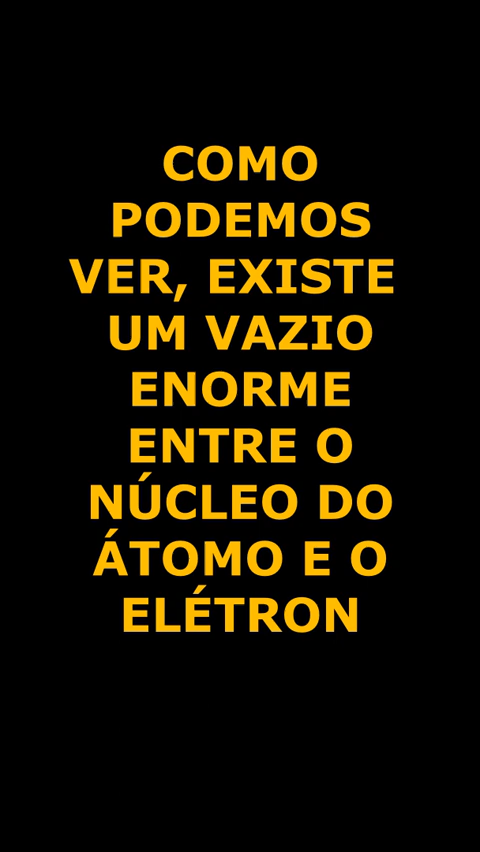 COMO
PODEMOS
VER, EXISTE
UM VAZIO
ENORME
ENTRE O
NÚCLEO DO
ÁTOMO E O
ELÉTRON